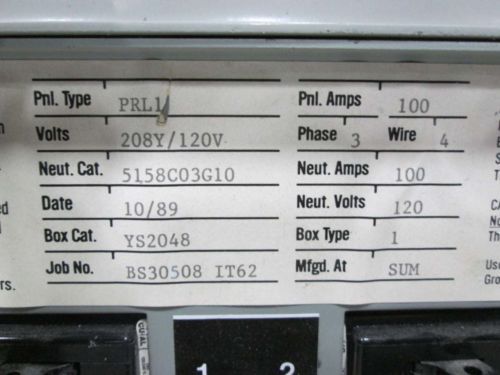 Pnl. Type PRL1 Pnl. Amps 100
Volts 208Y/120V Phase 3 Wire 4
Neut. Cat. 5158C03G10 Neut. Amps 100
Date 10/89 Neut. Volts 120
Box Cat. YS2048 Box Type 1
Job No. BS30508 IT62 Mfgd. At SUM
1 2
CU/AL